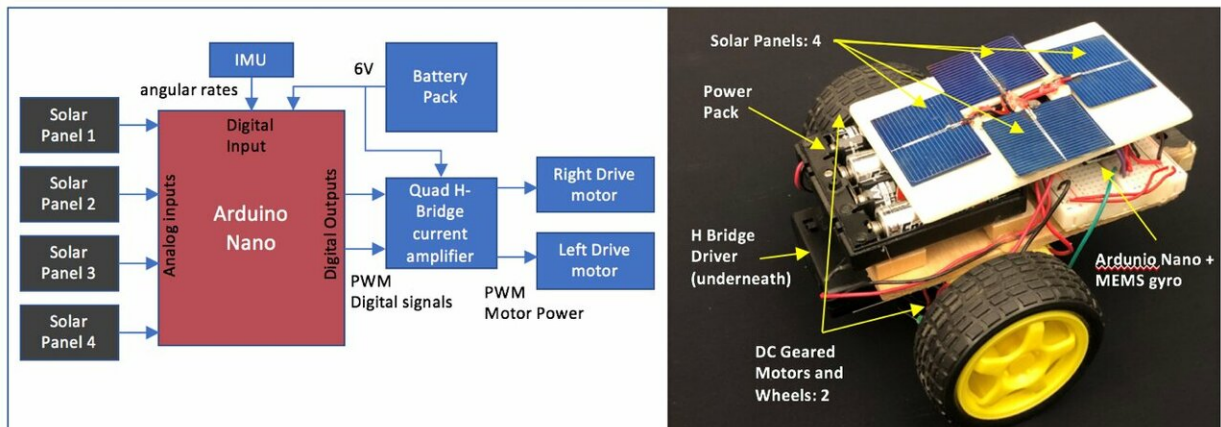 IMU
angular rates
6V
Battery
Pack
Solar
Panel 1
Solar
Panel 2
Solar
Panel 3
Solar
Panel 4
Analog inputs
Digital
Input
Arduino
Nano
Digital Outputs
PWM
Digital signals
Quad H-
Bridge
current
amplifier
PWM
Motor Power
Right Drive
motor
Left Drive
motor
Solar Panels: 4
Power
Pack
H Bridge
Driver
(underneath)
Ardunio Nano +
MEMS gyro
DC Geared
Motors and
Wheels: 2